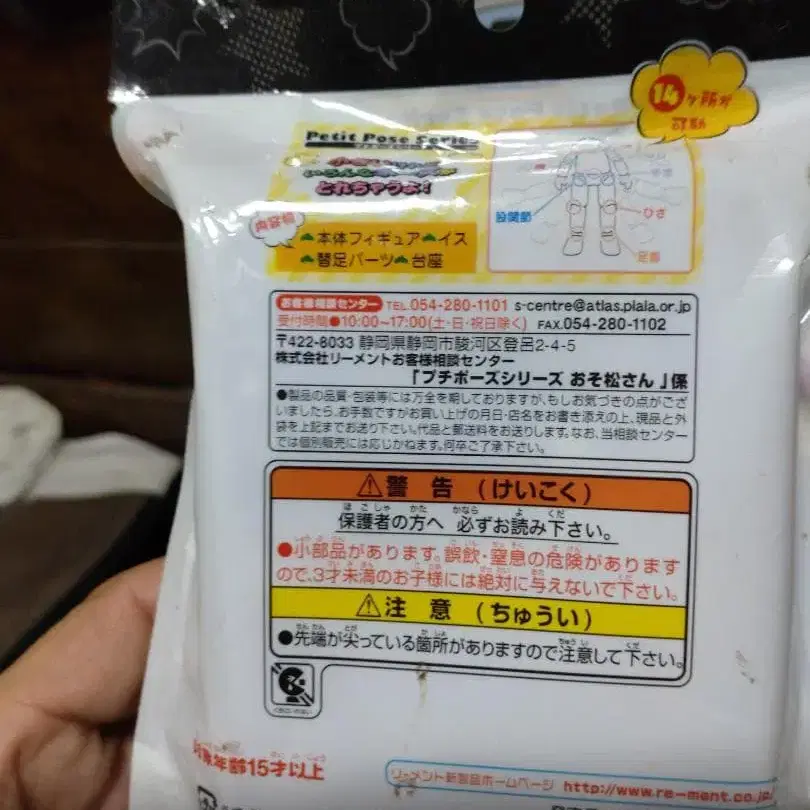 14ヶ所が
可動
Petit Pose Series
小さいのに
いろんなポーズが
とれちゃうよ!
股関節
ひざ
足首
内容物
本体フィギュア イス
替足パーツ 台座
お客様相談センター TEL.054-280-1101 s-centre@atlas.plala.or.jp
受付時間●10:00~17:00(土・日・祝日除く) FAX.054-280-1102
〒422-8033 静岡県静岡市駿河区登呂2-4-5
株式会社リーメントお客様相談センター
「プチポーズシリーズ おそ松さん」係
●製品の品質・包装等には万全を期しておりますが、もしお気づきの点がござ
いましたら、お手数ですがお買い上げの月日・店名をお書き添えの上、現品と外
袋を上記までお送り下さい。代品と郵送料をお送りします。なお、当相談センター
では個別販売には応じかねます。何卒ご了承下さい。
⚠警 告 (けいこく)
保護者の方へ 必ずお読み下さい。
●小部品があります。誤飲・窒息の危険があります
ので、3才未満のお子様には絶対に与えないで下さい。
⚠注 意 (ちゅうい)
●先端が尖っている箇所がありますので注意して下さい。
対象年齢15才以上
リーメント新製品ホームページ http://www.re-ment.co.jp